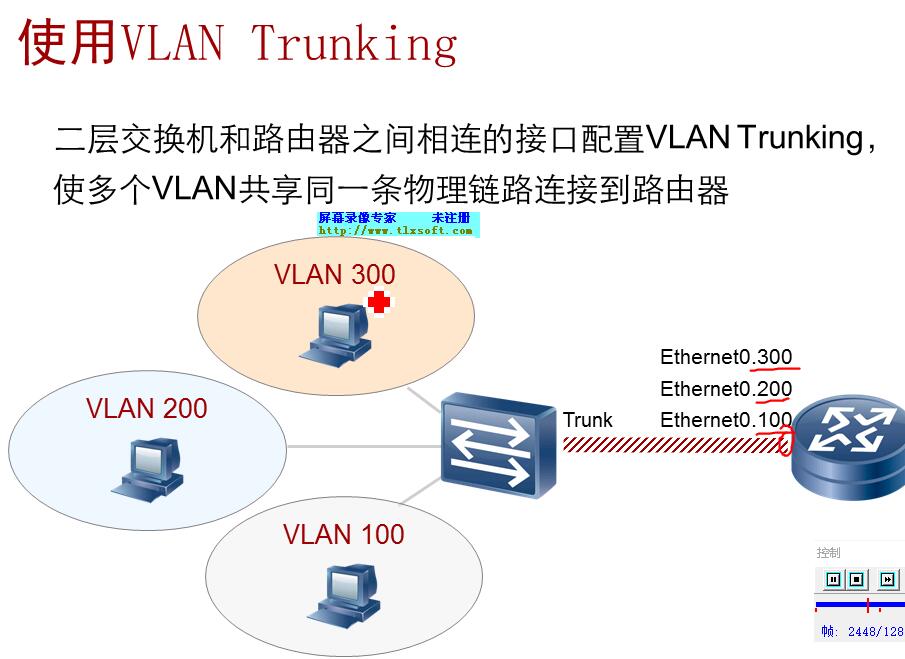 使用VLAN Trunking
二层交换机和路由器之间相连的接口配置VLAN Trunking，
使多个VLAN共享同一条物理链路连接到路由器
屏幕录像专家 未注册
http://www.tlxsoft.com
VLAN 300
Ethernet0.300
Ethernet0.200
VLAN 200
Trunk
Ethernet0.100
VLAN 100
控制
帧: 2448/128